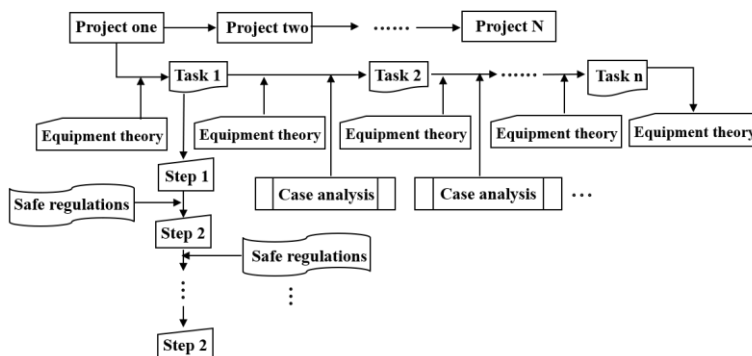 Project one
Project two
......
Project N
Task 1
Task 2
......
Task n
Equipment theory
Equipment theory
Equipment theory
Equipment theory
Equipment theory
Step 1
Case analysis
Case analysis
...
Safe regulations
Step 2
Safe regulations
...
...
Step 2